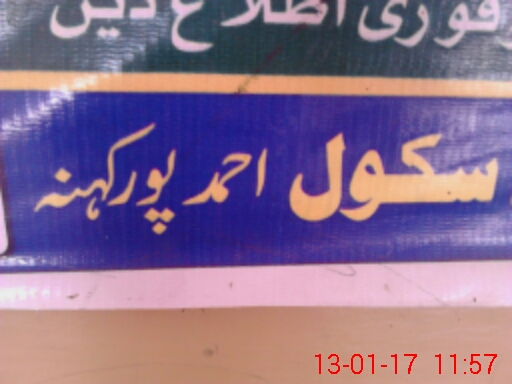 فوری اطلاع دیں
سکول احمد پور کہنہ
13-01-17 11:57